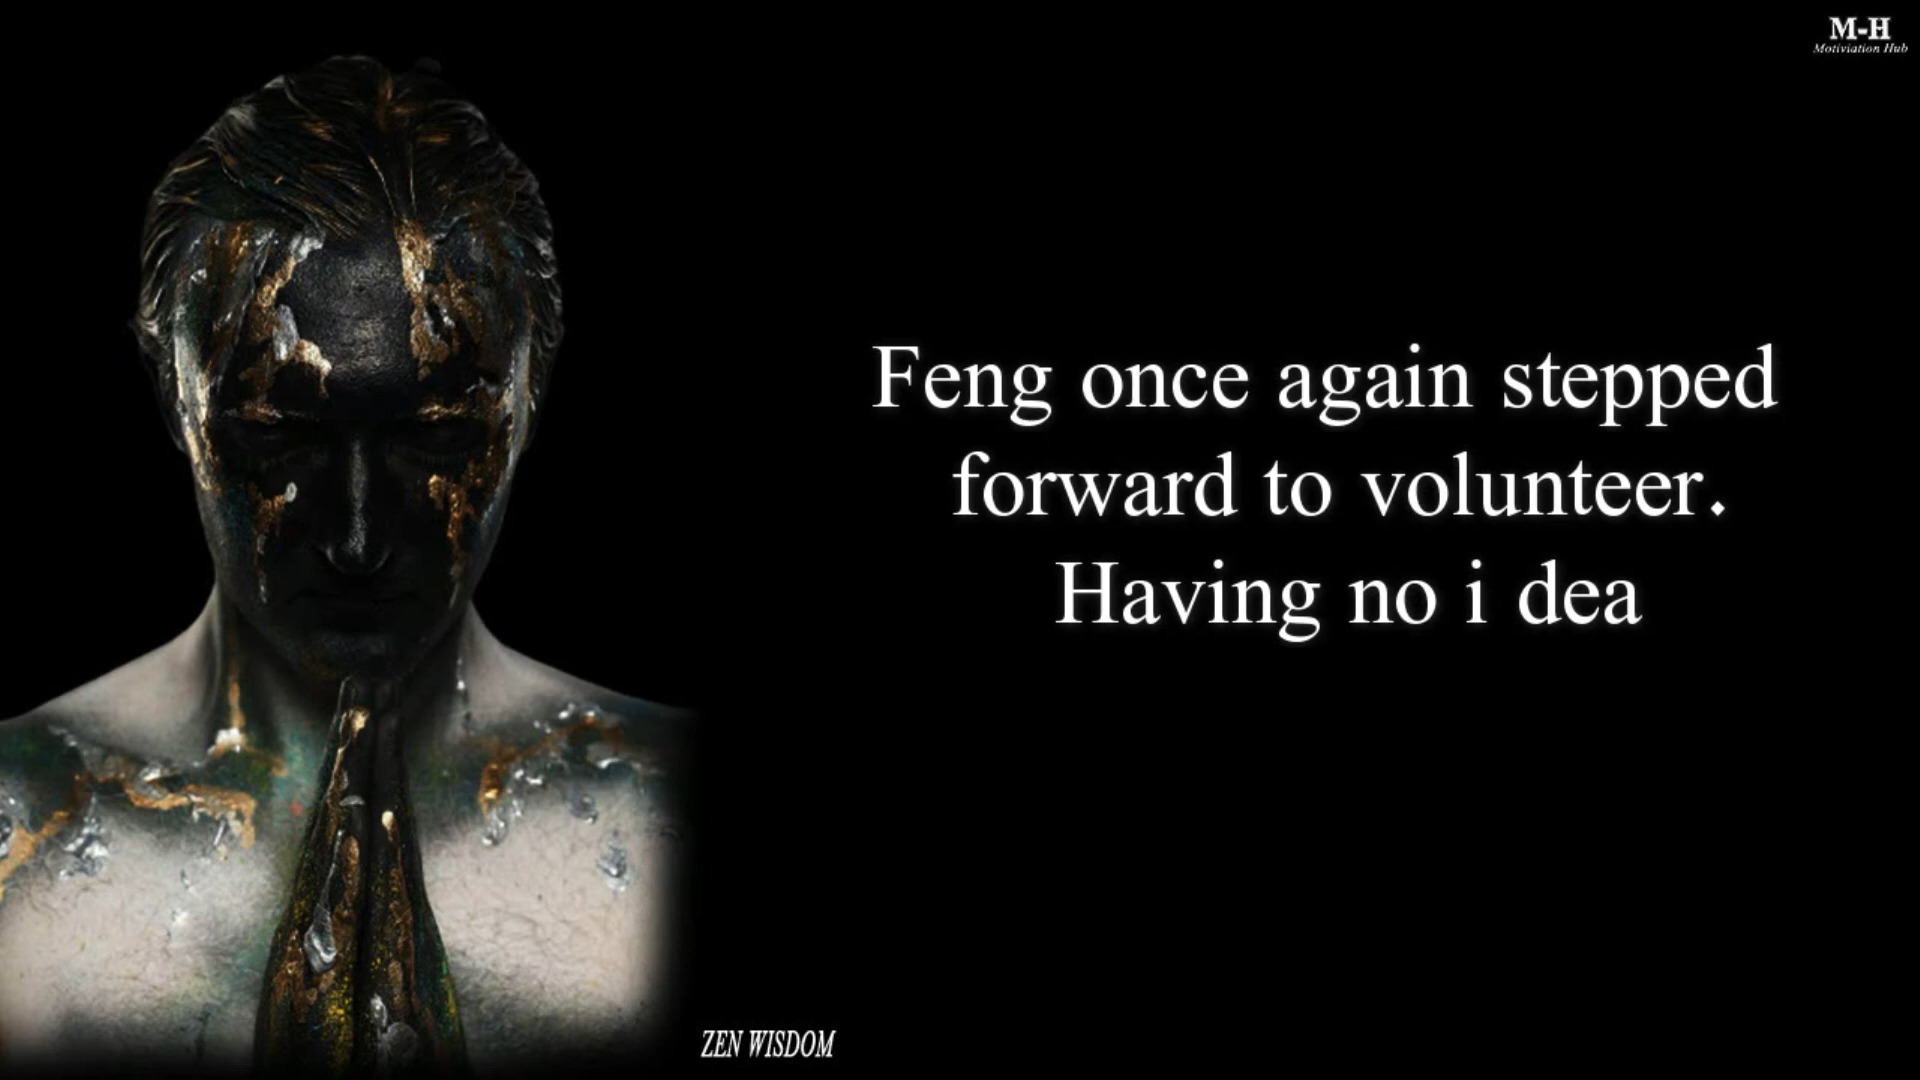 M-H
Motiviation Hub
Feng once again stepped
forward to volunteer.
Having no i dea
ZEN WISDOM